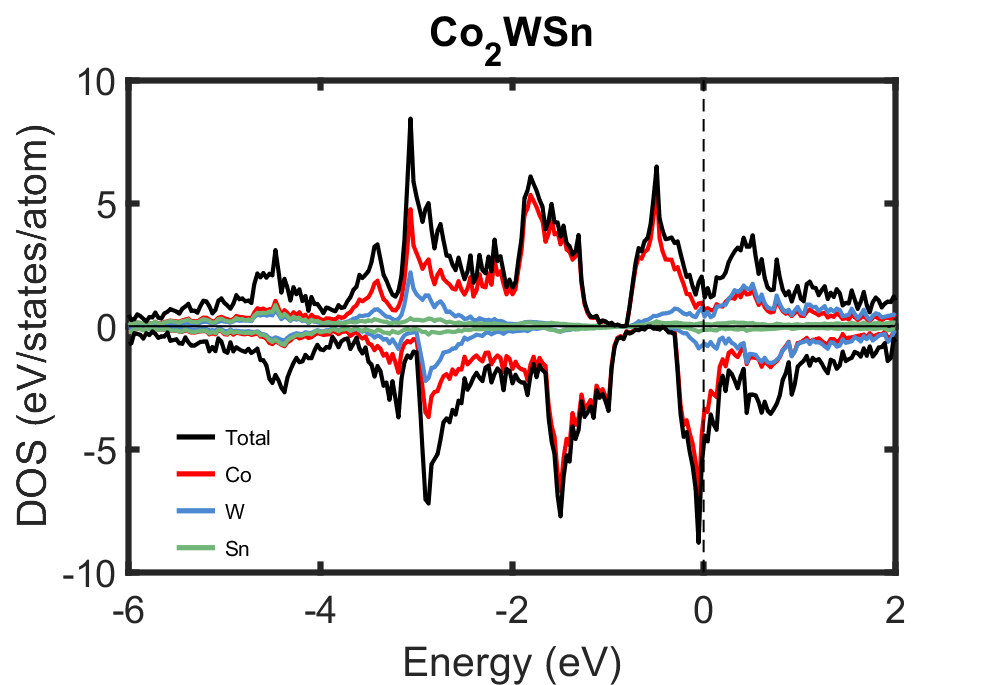 Co₂WSn
DOS (eV/states/atom)
10
5
0
-5
-10
Total
Co
W
Sn
-6 -4 -2 0 2
Energy (eV)